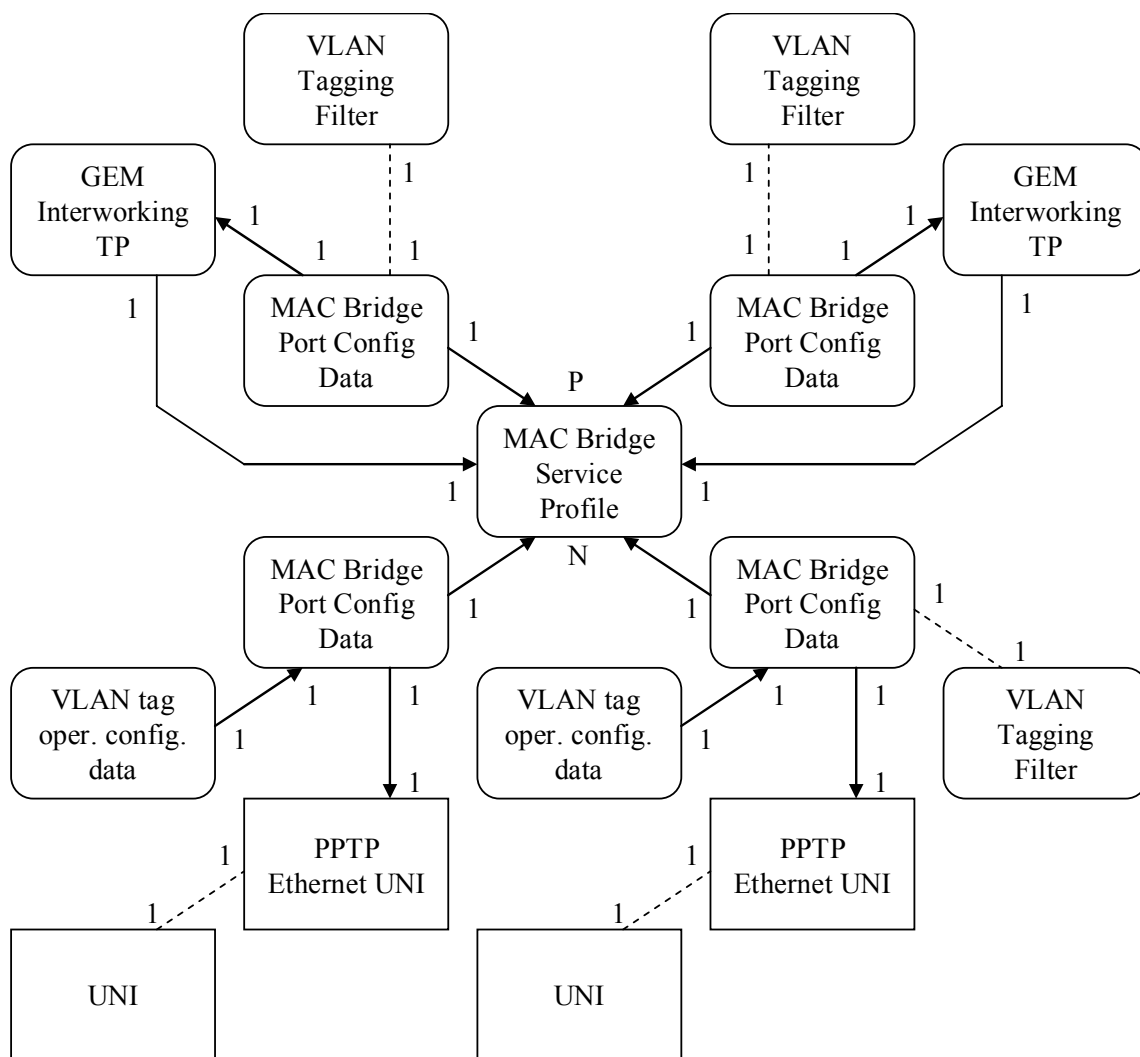 VLAN
Tagging
Filter
VLAN
Tagging
Filter
1
1
GEM
Interworking
TP
GEM
Interworking
TP
1
1
1
1
1
1
1
1
MAC Bridge
Port Config
Data
MAC Bridge
Port Config
Data
1
1
1
1
P
MAC Bridge
Service
Profile
1
1
N
MAC Bridge
Port Config
Data
MAC Bridge
Port Config
Data
1
1
1
1
VLAN tag
oper. config.
data
VLAN tag
oper. config.
data
VLAN
Tagging
Filter
1
1
1
1
1
1
1
1
PPTP
Ethernet UNI
PPTP
Ethernet UNI
1
1
1
1
UNI
UNI